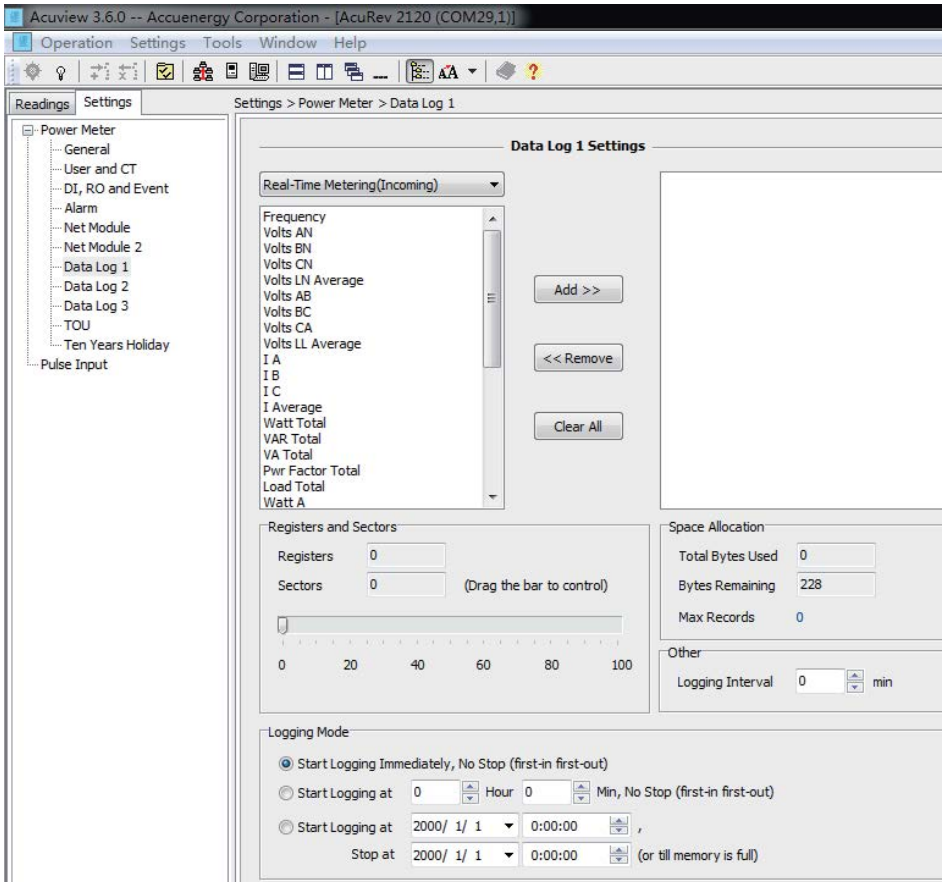 Acuview 3.6.0 -- Accuenergy Corporation - [AcuRev 2120 (COM29,1)]
Operation Settings Tools Window Help
Readings Settings
Settings > Power Meter > Data Log 1
Power Meter
General
User and CT
DI, RO and Event
Alarm
Net Module
Net Module 2
Data Log 1
Data Log 2
Data Log 3
TOU
Ten Years Holiday
Pulse Input
Data Log 1 Settings
Real-Time Metering(Incoming)
Frequency
Volts AN
Volts BN
Volts CN
Volts LN Average
Volts AB
Volts BC
Volts CA
Volts LL Average
I A
I B
I C
I Average
Watt Total
VAR Total
VA Total
Pwr Factor Total
Load Total
Watt A
Add >>
<< Remove
Clear All
Registers and Sectors
Registers 0
Sectors 0 (Drag the bar to control)
0 20 40 60 80 100
Space Allocation
Total Bytes Used 0
Bytes Remaining 228
Max Records 0
Other
Logging Interval 0 min
Logging Mode
Start Logging Immediately, No Stop (first-in first-out)
Start Logging at 0 Hour 0 Min, No Stop (first-in first-out)
Start Logging at 2000/ 1/ 1 0:00:00 ,
Stop at 2000/ 1/ 1 0:00:00 (or till memory is full)